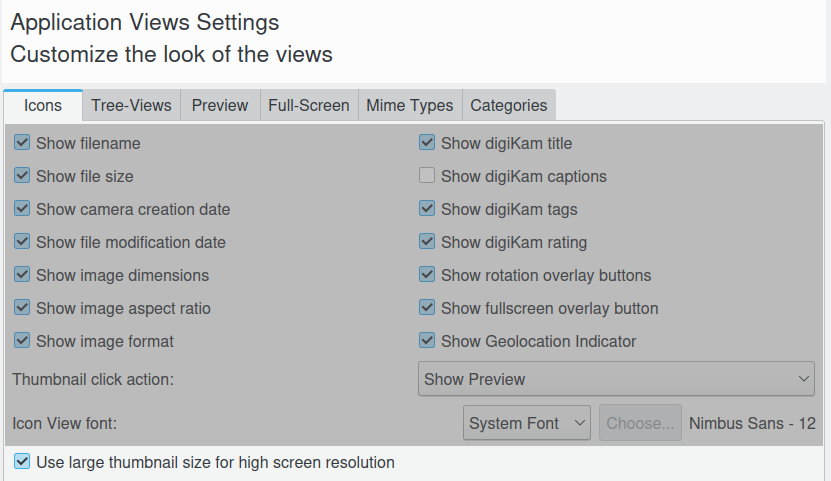 Application Views Settings
Customize the look of the views
Icons Tree-Views Preview Full-Screen Mime Types Categories
Show filename Show digiKam title
Show file size Show digiKam captions
Show camera creation date Show digiKam tags
Show file modification date Show digiKam rating
Show image dimensions Show rotation overlay buttons
Show image aspect ratio Show fullscreen overlay button
Show image format Show Geolocation Indicator
Thumbnail click action: Show Preview
Icon View font: System Font Choose... Nimbus Sans - 12
Use large thumbnail size for high screen resolution